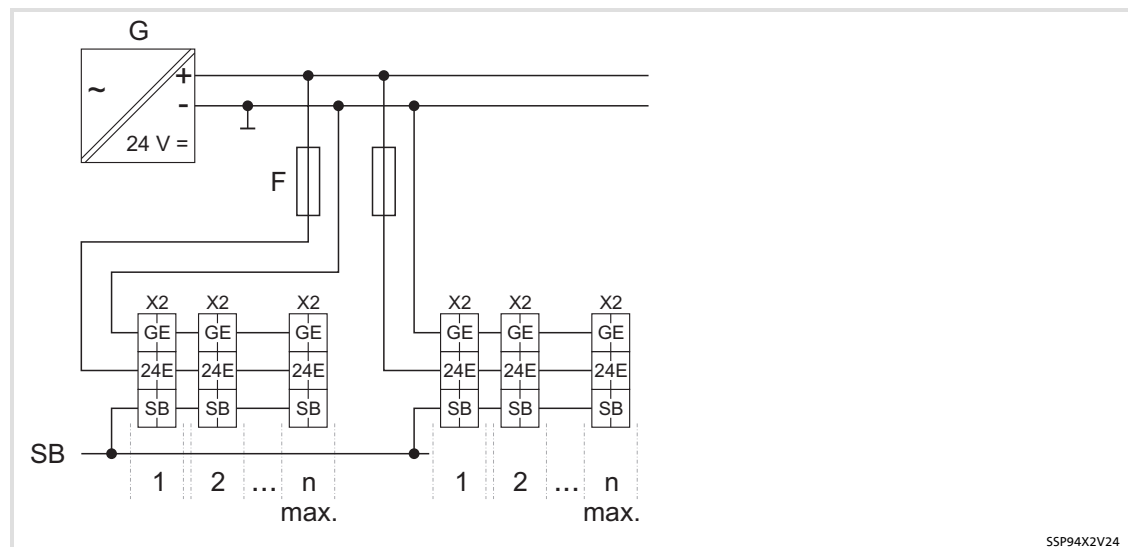 G
~
+
-
24 V =
F
X2 X2 X2 X2 X2 X2
GE GE GE GE GE GE
24E 24E 24E 24E 24E 24E
SB SB SB SB SB SB
SB
1 2 ... n 1 2 ... n
max. max.
SSP94X2V24